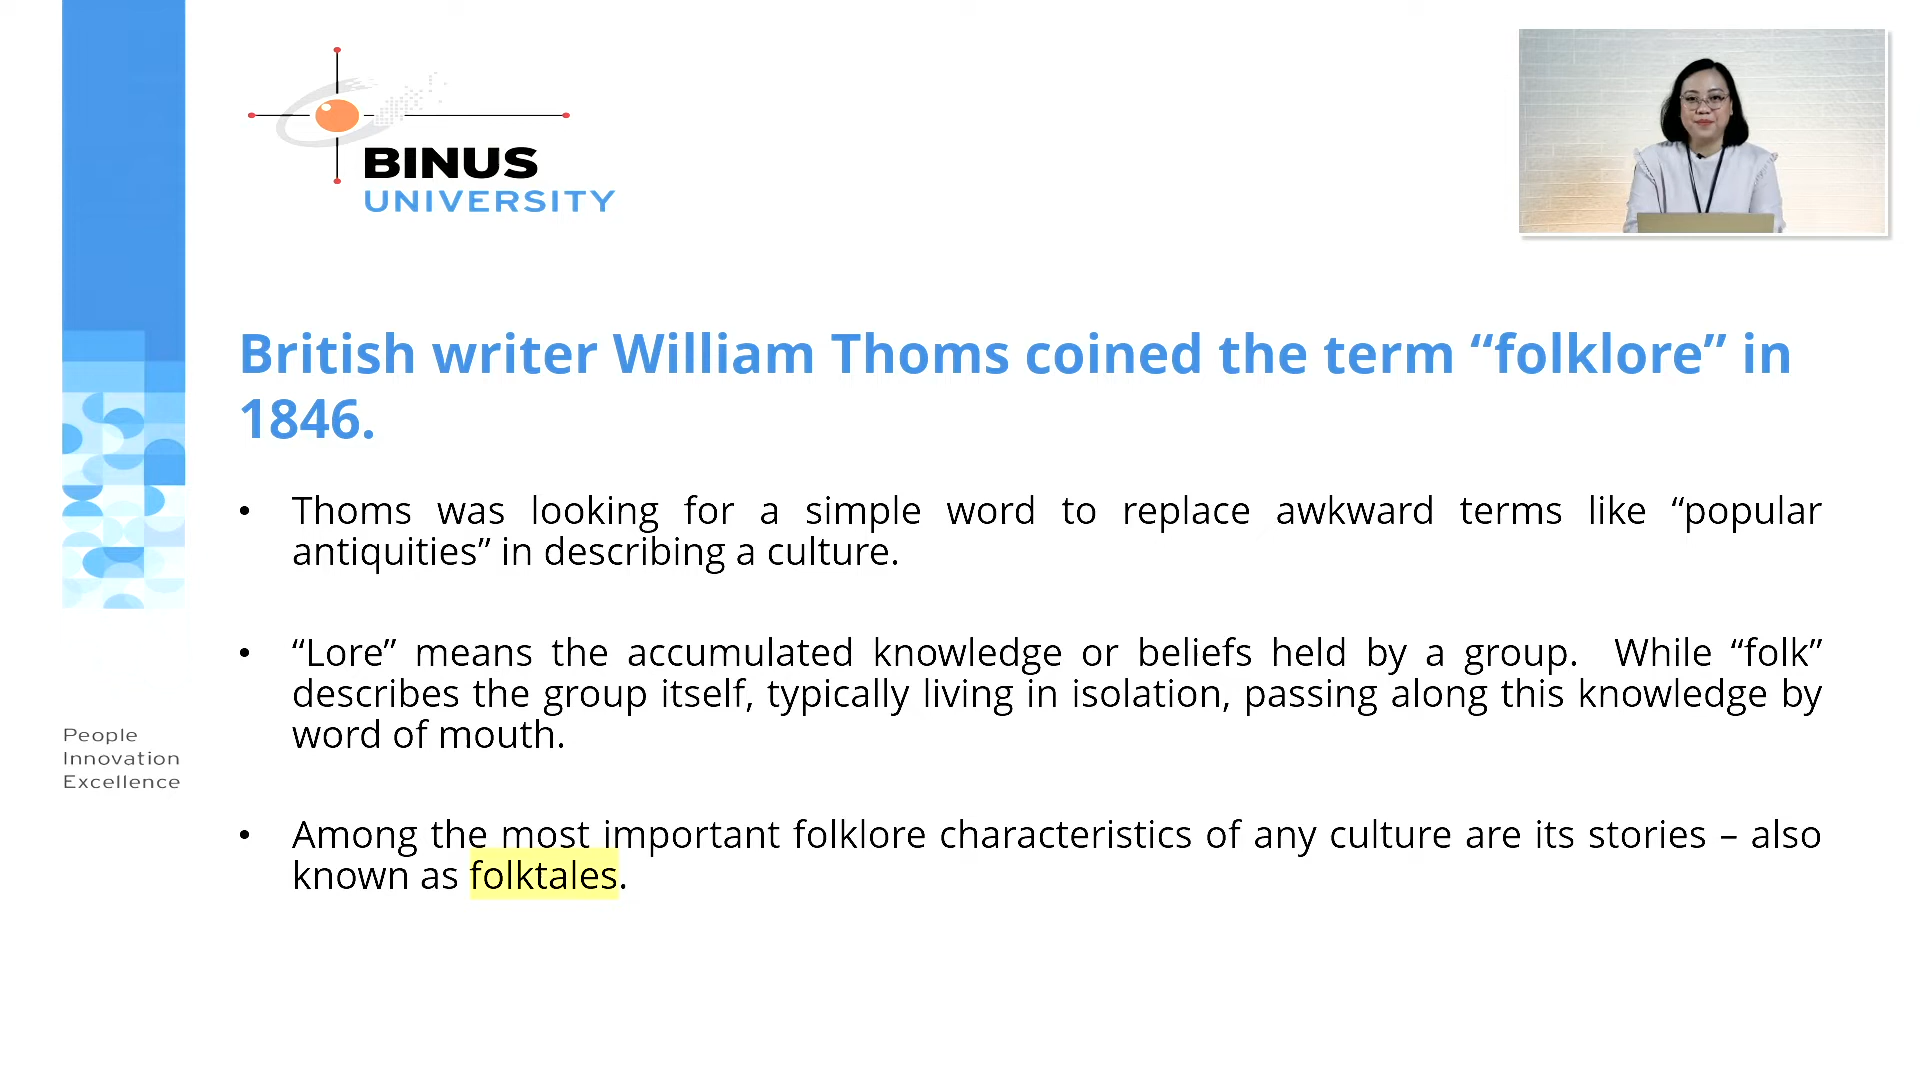 BINUS
UNIVERSITY
British writer William Thoms coined the term “folklore” in
1846.
• Thoms was looking for a simple word to replace awkward terms like “popular
antiquities” in describing a culture.
• “Lore” means the accumulated knowledge or beliefs held by a group. While “folk”
describes the group itself, typically living in isolation, passing along this knowledge by
word of mouth.
• Among the most important folklore characteristics of any culture are its stories – also
known as folktales.
People
Innovation
Excellence